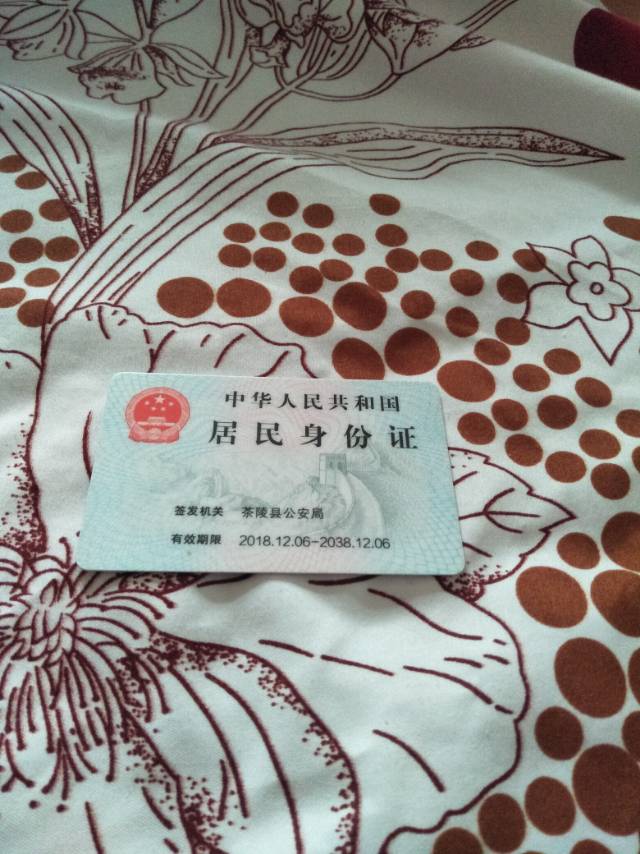 中华人民共和国
居民身份证
签发机关 茶陵县公安局
有效期限 2018.12.06-2038.12.06